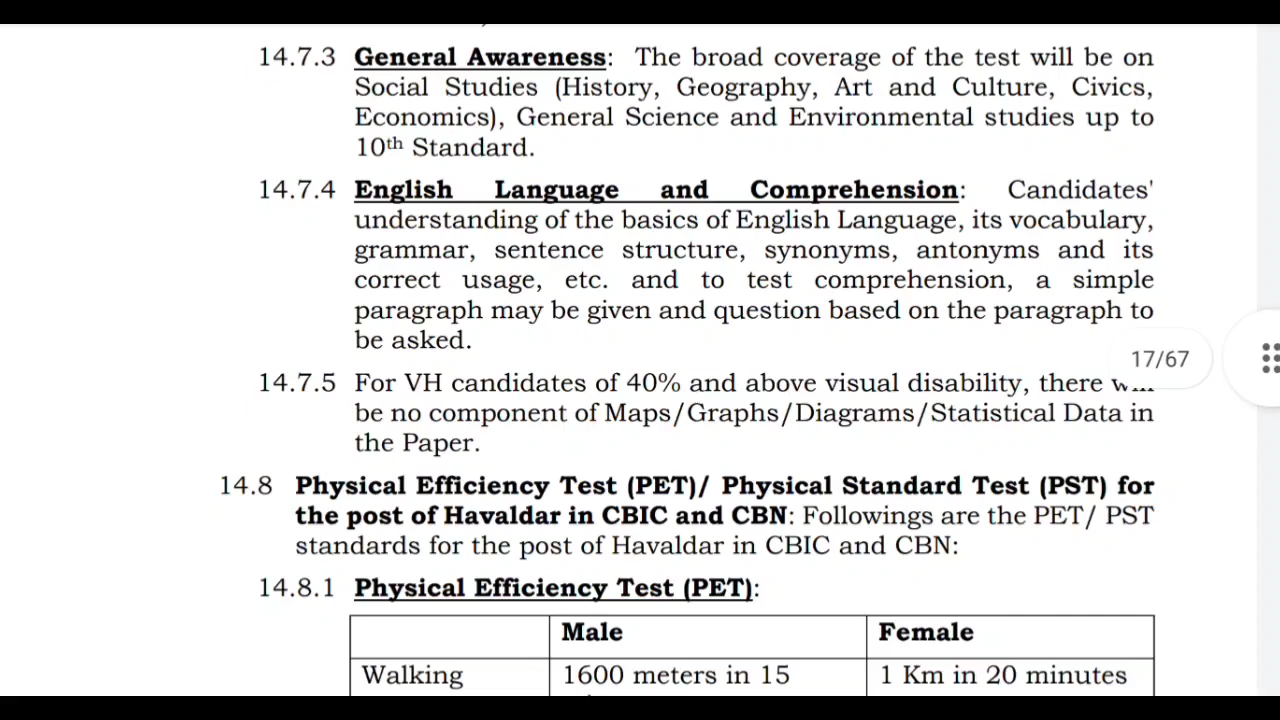 14.7.3 General Awareness: The broad coverage of the test will be on
Social Studies (History, Geography, Art and Culture, Civics,
Economics), General Science and Environmental studies up to
10th Standard.
14.7.4 English Language and Comprehension: Candidates'
understanding of the basics of English Language, its vocabulary,
grammar, sentence structure, synonyms, antonyms and its
correct usage, etc. and to test comprehension, a simple
paragraph may be given and question based on the paragraph to
be asked.
17/67
14.7.5 For VH candidates of 40% and above visual disability, there
be no component of Maps/Graphs/Diagrams/Statistical Data in
the Paper.
14.8 Physical Efficiency Test (PET)/ Physical Standard Test (PST) for
the post of Havaldar in CBIC and CBN: Followings are the PET/ PST
standards for the post of Havaldar in CBIC and CBN:
14.8.1 Physical Efficiency Test (PET):
Male Female
Walking 1600 meters in 15 1 Km in 20 minutes